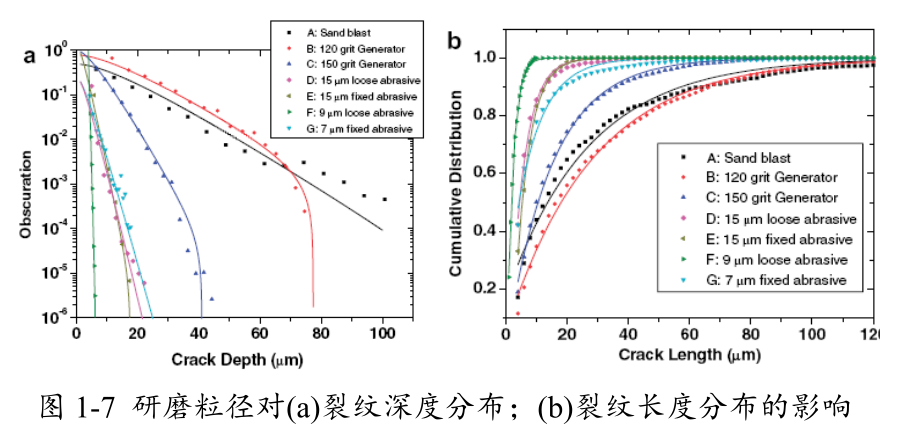 a
A: Sand blast
B: 120 grit Generator
C: 150 grit Generator
D: 15 μm loose abrasive
E: 15 μm fixed abrasive
F: 9 μm loose abrasive
G: 7 μm fixed abrasive
10⁰
10⁻¹
10⁻²
10⁻³
10⁻⁴
10⁻⁵
10⁻⁶
Obscuration
0 20 40 60 80 100
Crack Depth (μm)
b
1.0
0.8
0.6
0.4
0.2
Cumulative Distribution
A: Sand blast
B: 120 grit Generator
C: 150 grit Generator
D: 15 μm loose abrasive
E: 15 μm fixed abrasive
F: 9 μm loose abrasive
G: 7 μm fixed abrasive
0 20 40 60 80 100 120
Crack Length (μm)
图 1-7 研磨粒径对(a)裂纹深度分布；(b)裂纹长度分布的影响